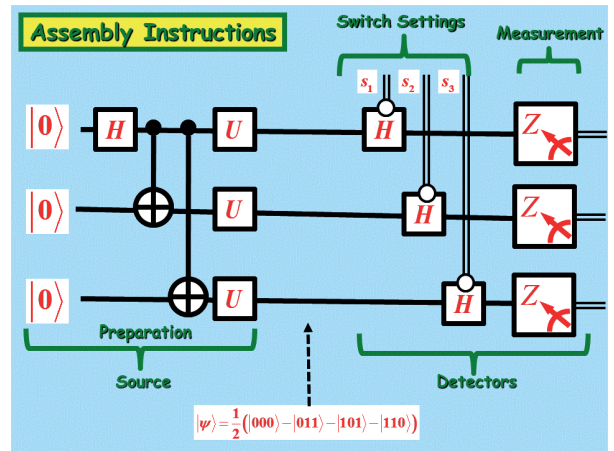 Assembly Instructions
Switch Settings
Measurement
s₁ s₂ s₃
|0⟩ H U H Z
|0⟩ U H Z
|0⟩ U H Z
Preparation
Source
Detectors
|ψ⟩=1/2(|000⟩−|011⟩−|101⟩−|110⟩)